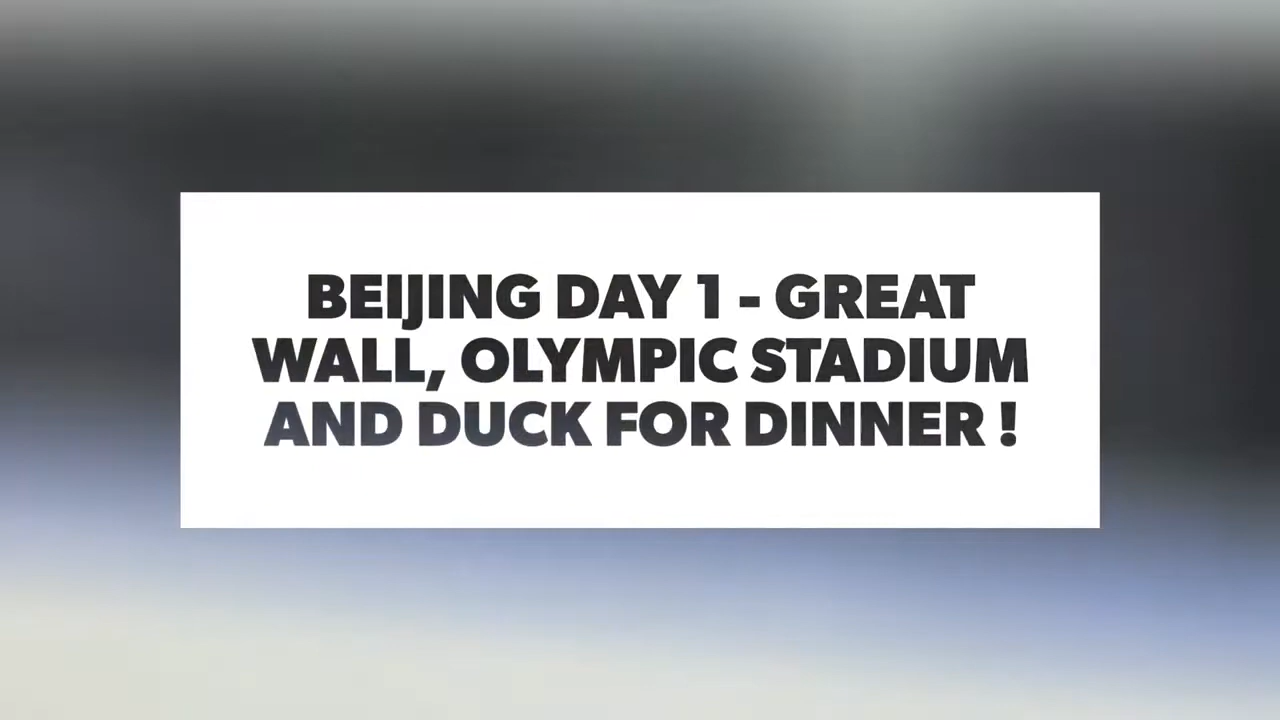 BEIJING DAY 1 - GREAT
WALL, OLYMPIC STADIUM
AND DUCK FOR DINNER !